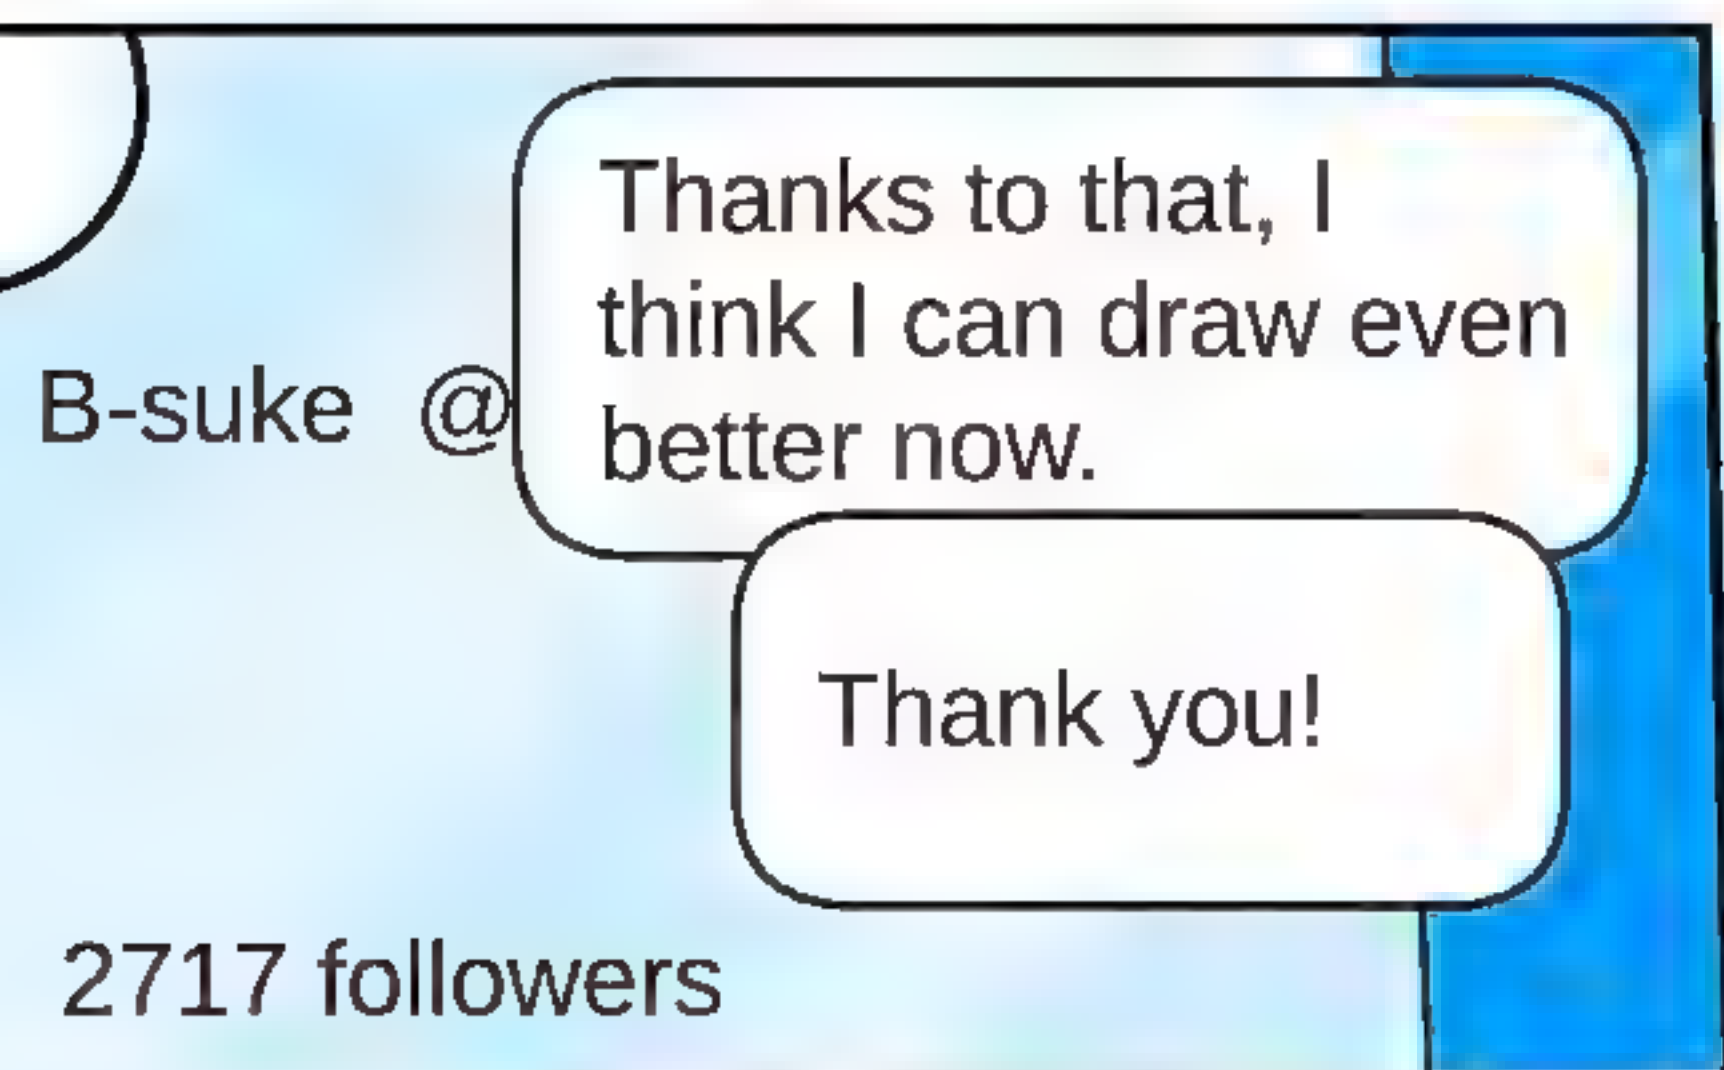 Thanks to that, I
think I can draw even
better now.
B-suke @
Thank you!
2717 followers